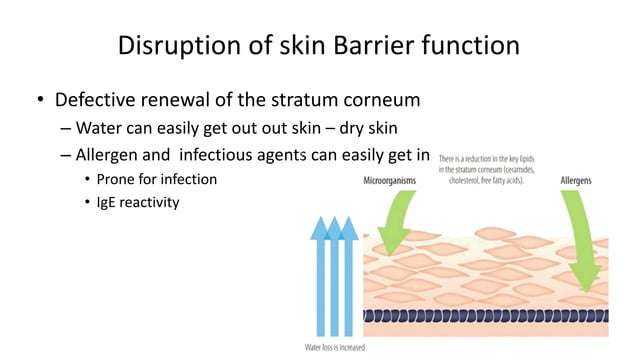 Disruption of skin Barrier function
• Defective renewal of the stratum corneum
– Water can easily get out out skin – dry skin
– Allergen and infectious agents can easily get in
• Prone for infection
• IgE reactivity
There is a reduction in the key lipids
in the stratum corneum (ceramides,
cholesterol, free fatty acids).
Microorganisms
Allergens
Water loss is increased